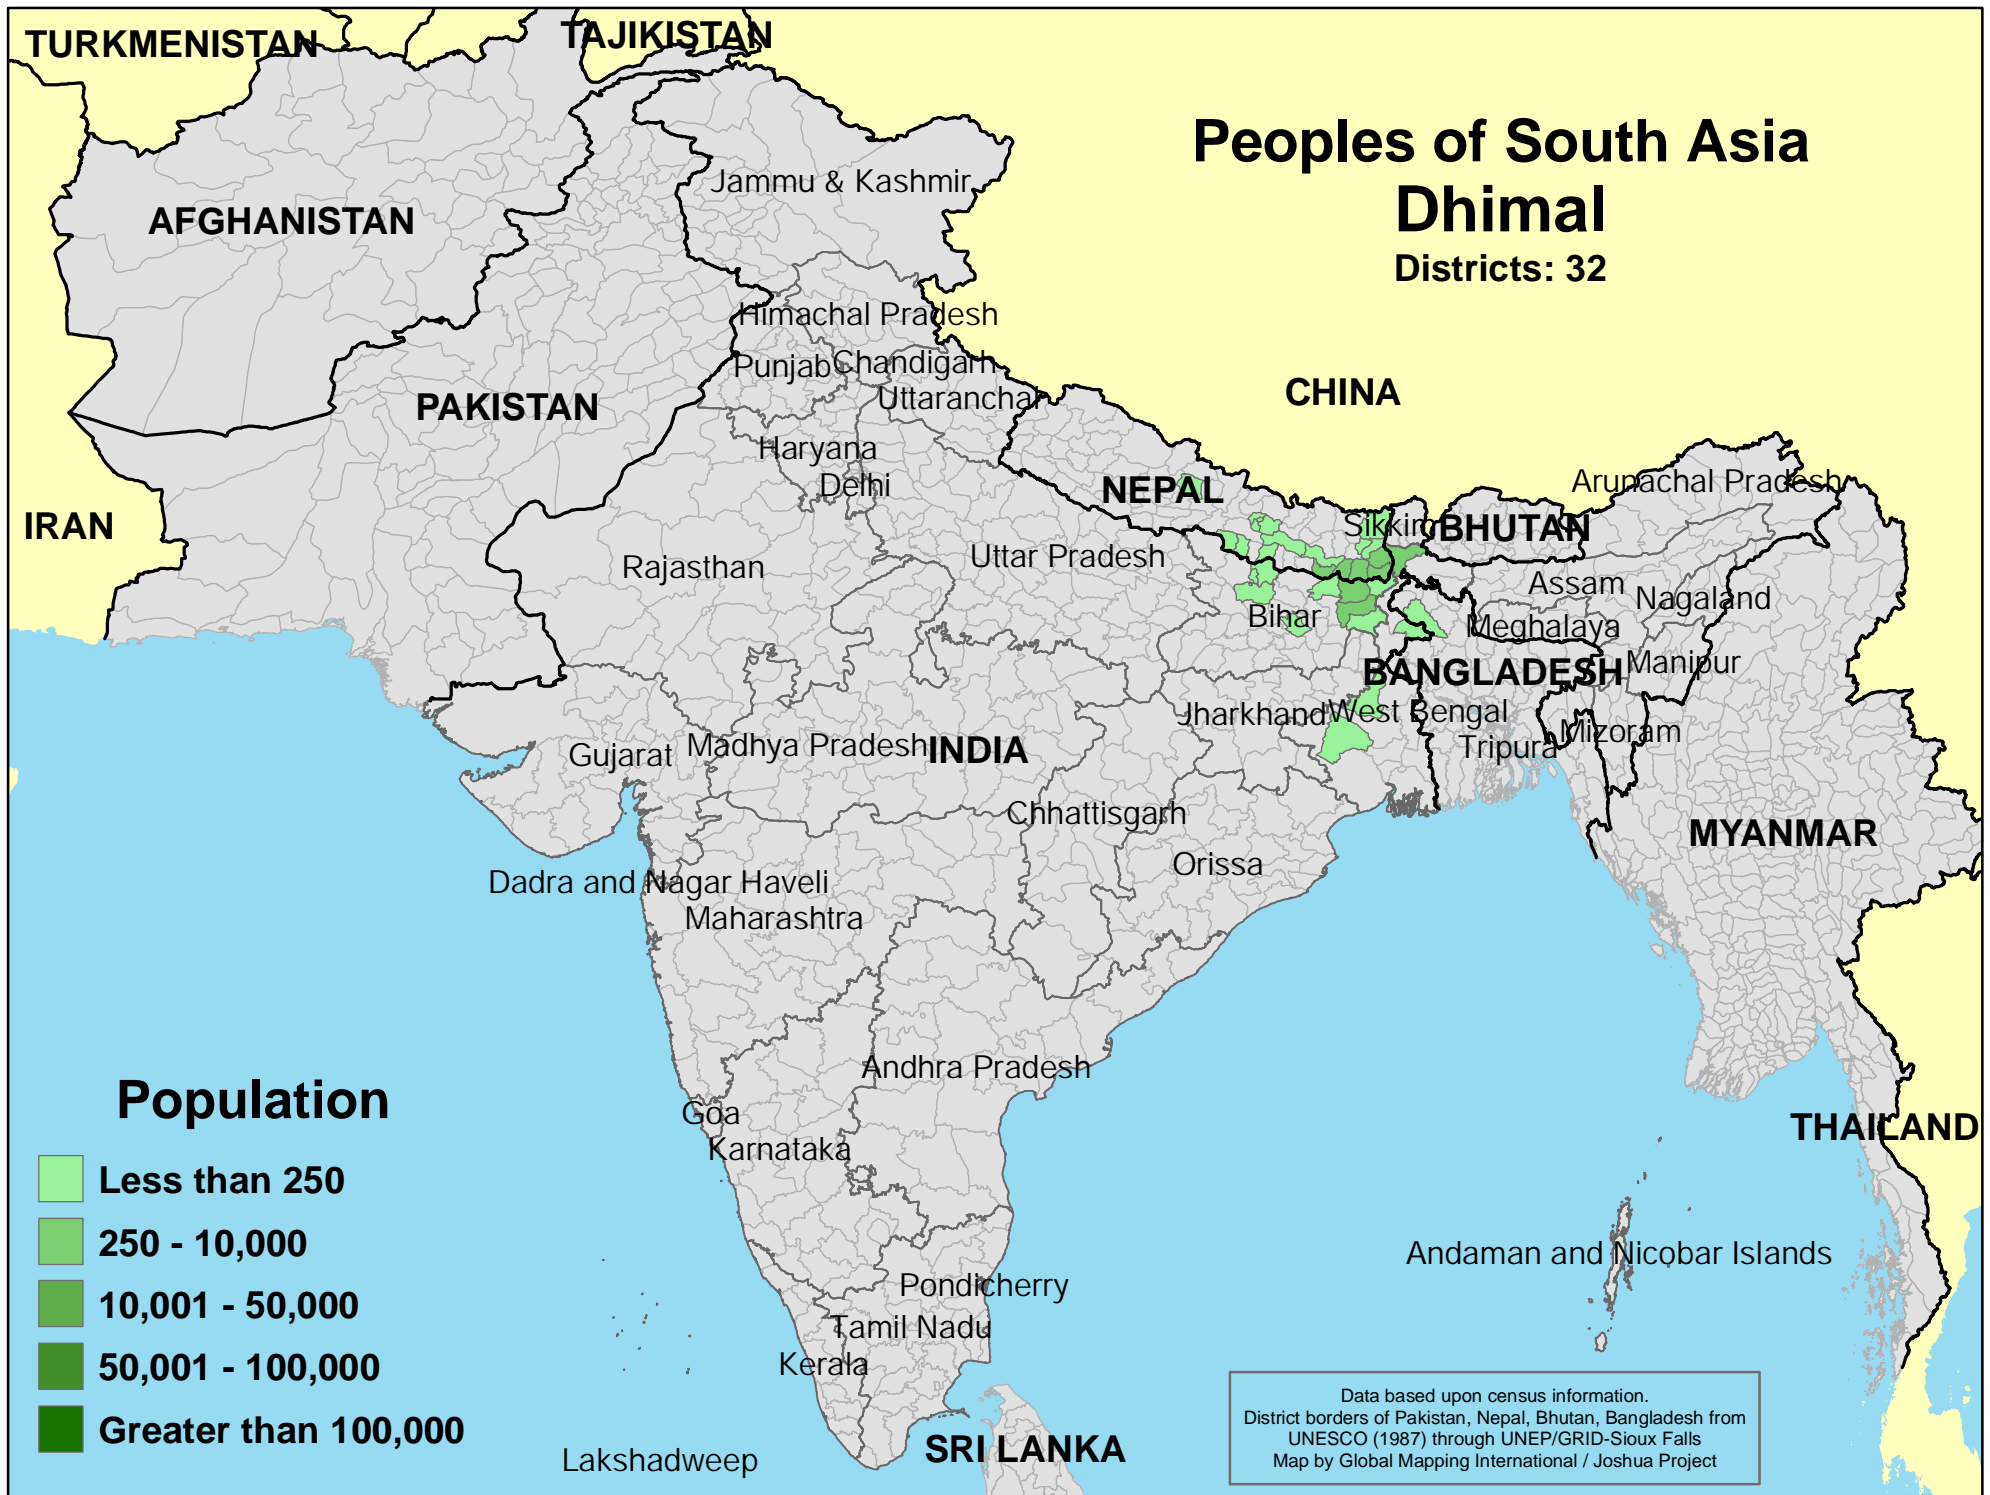 TURKMENISTAN
TAJIKISTAN
Peoples of South Asia
Dhimal
Districts: 32
Jammu & Kashmir
AFGHANISTAN
Himachal Pradesh
Punjab
Chandigarh
Uttaranchal
CHINA
PAKISTAN
Haryana
Delhi
NEPAL
Arunachal Pradesh
IRAN
Sikkim
BHUTAN
Rajasthan
Uttar Pradesh
Assam
Nagaland
Bihar
Meghalaya
BANGLADESH
Manipur
Jharkhand
West Bengal
Tripura
Mizoram
Gujarat
Madhya Pradesh
INDIA
Chhattisgarh
MYANMAR
Orissa
Dadra and Nagar Haveli
Maharashtra
Andhra Pradesh
Goa
Karnataka
THAILAND
Population
Less than 250
250 - 10,000
10,001 - 50,000
50,001 - 100,000
Greater than 100,000
Andaman and Nicobar Islands
Pondicherry
Tamil Nadu
Kerala
Lakshadweep
SRI LANKA
Data based upon census information.
District borders of Pakistan, Nepal, Bhutan, Bangladesh from
UNESCO (1987) through UNEP/GRID-Sioux Falls
Map by Global Mapping International / Joshua Project